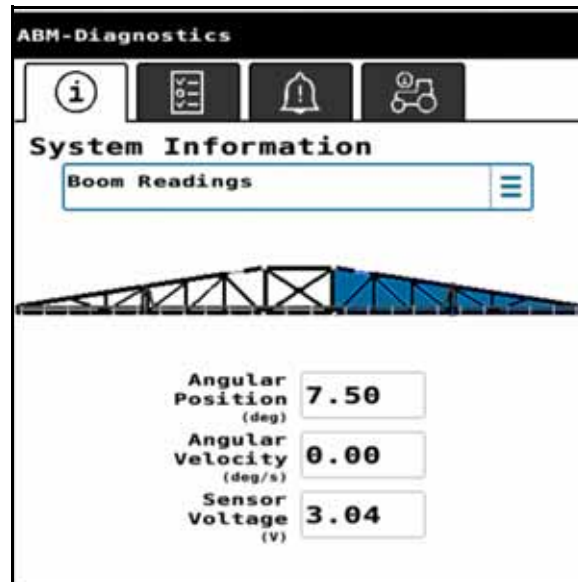 ABM-Diagnostics
System Information
Boom Readings
Angular
Position
(deg)
7.50
Angular
Velocity
(deg/s)
0.00
Sensor
Voltage
(V)
3.04